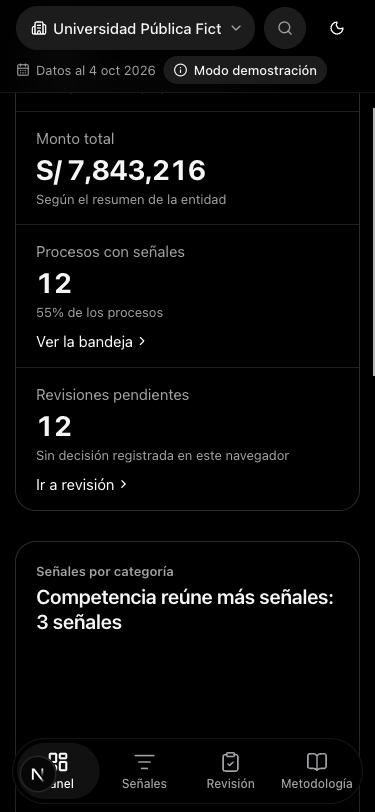 Universidad Pública Fict
Datos al 4 oct 2026
Modo demostración
Monto total
S/ 7,843,216
Según el resumen de la entidad
Procesos con señales
12
55% de los procesos
Ver la bandeja
Revisiones pendientes
12
Sin decisión registrada en este navegador
Ir a revisión
Señales por categoría
Competencia reúne más señales:
3 señales
N
anel
Señales
Revisión
Metodología